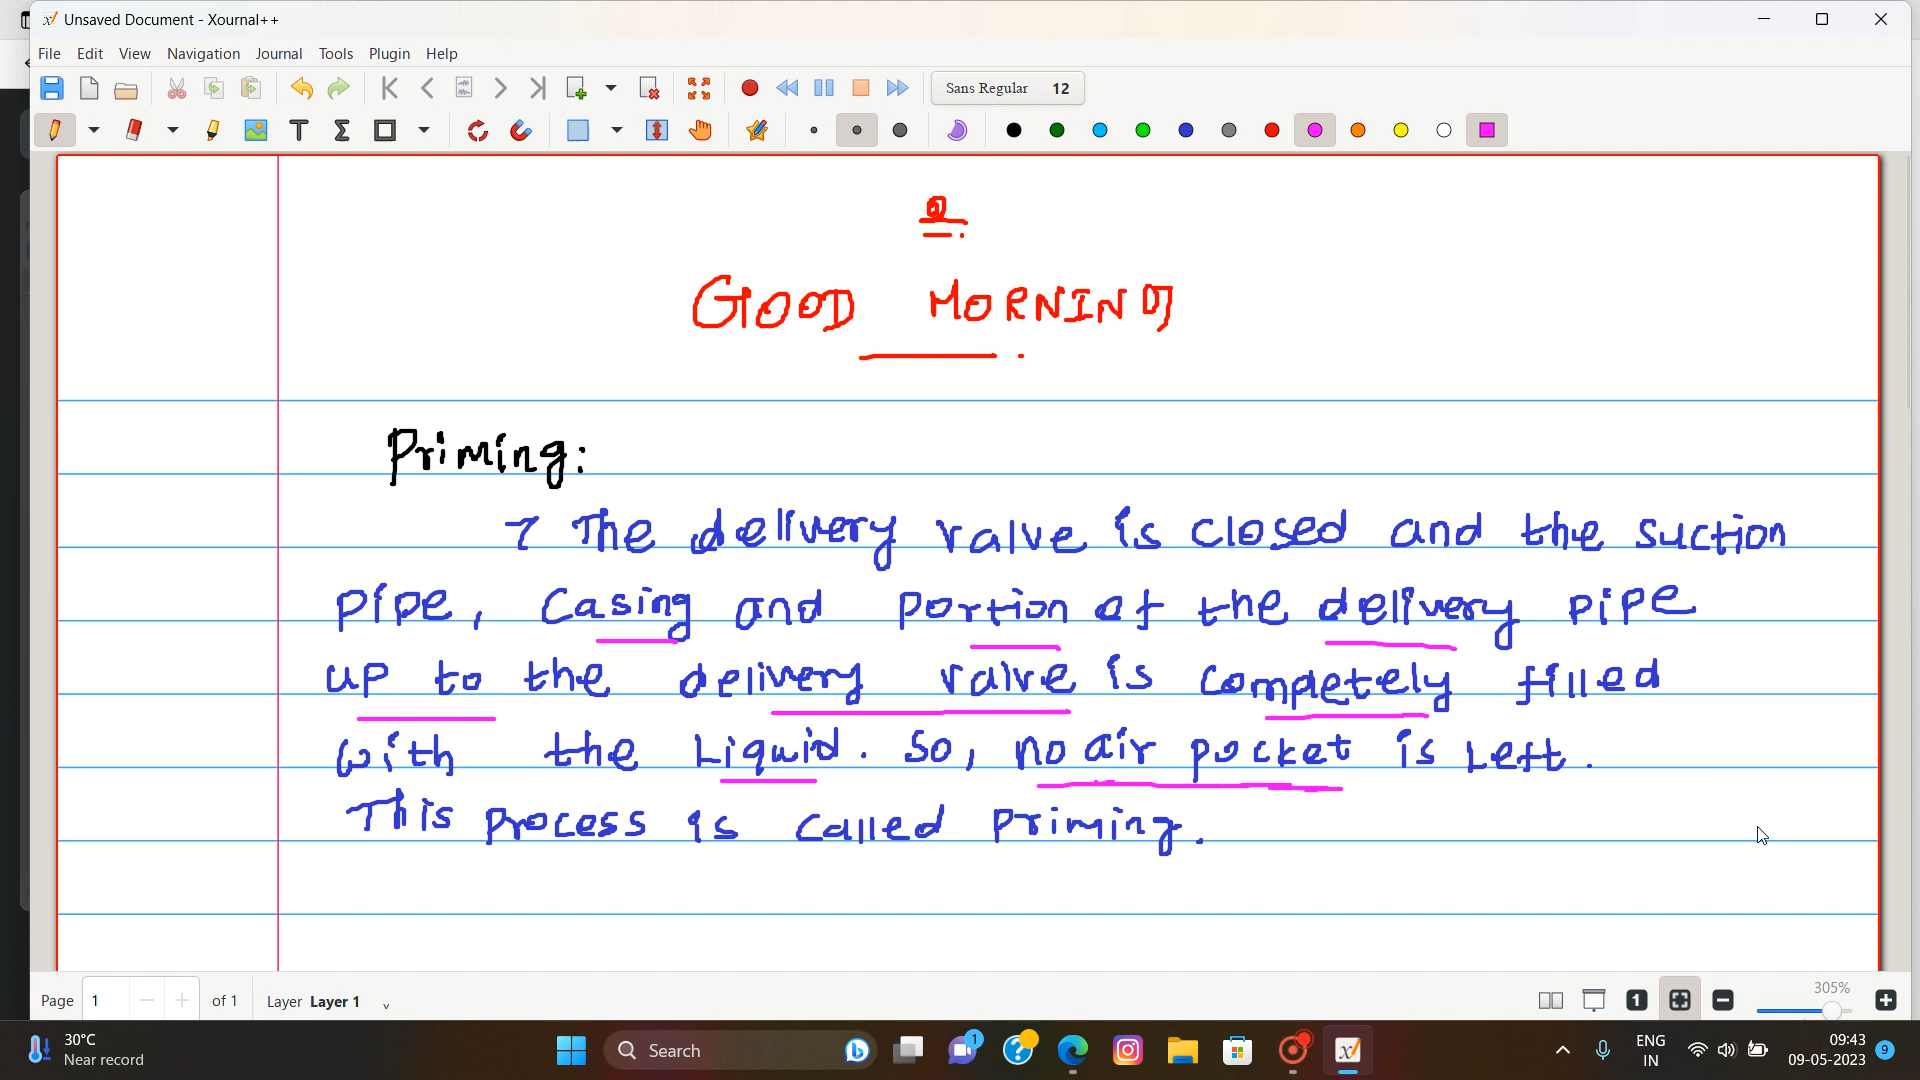 Unsaved Document - Xournal++
File Edit View Navigation Journal Tools Plugin Help
Sans Regular 12
GOOD MORNING
Priming:
→ The delivery valve is closed and the suction
pipe, Casing and portion of the delivery pipe
up to the delivery valve is completely filled
with the Liquid. So, no air pocket is Left.
This process is called priming.
Page 1 of 1 Layer Layer 1 305%
30°C
Near record
Search
1
ENG
IN
09:43
09-05-2023
9